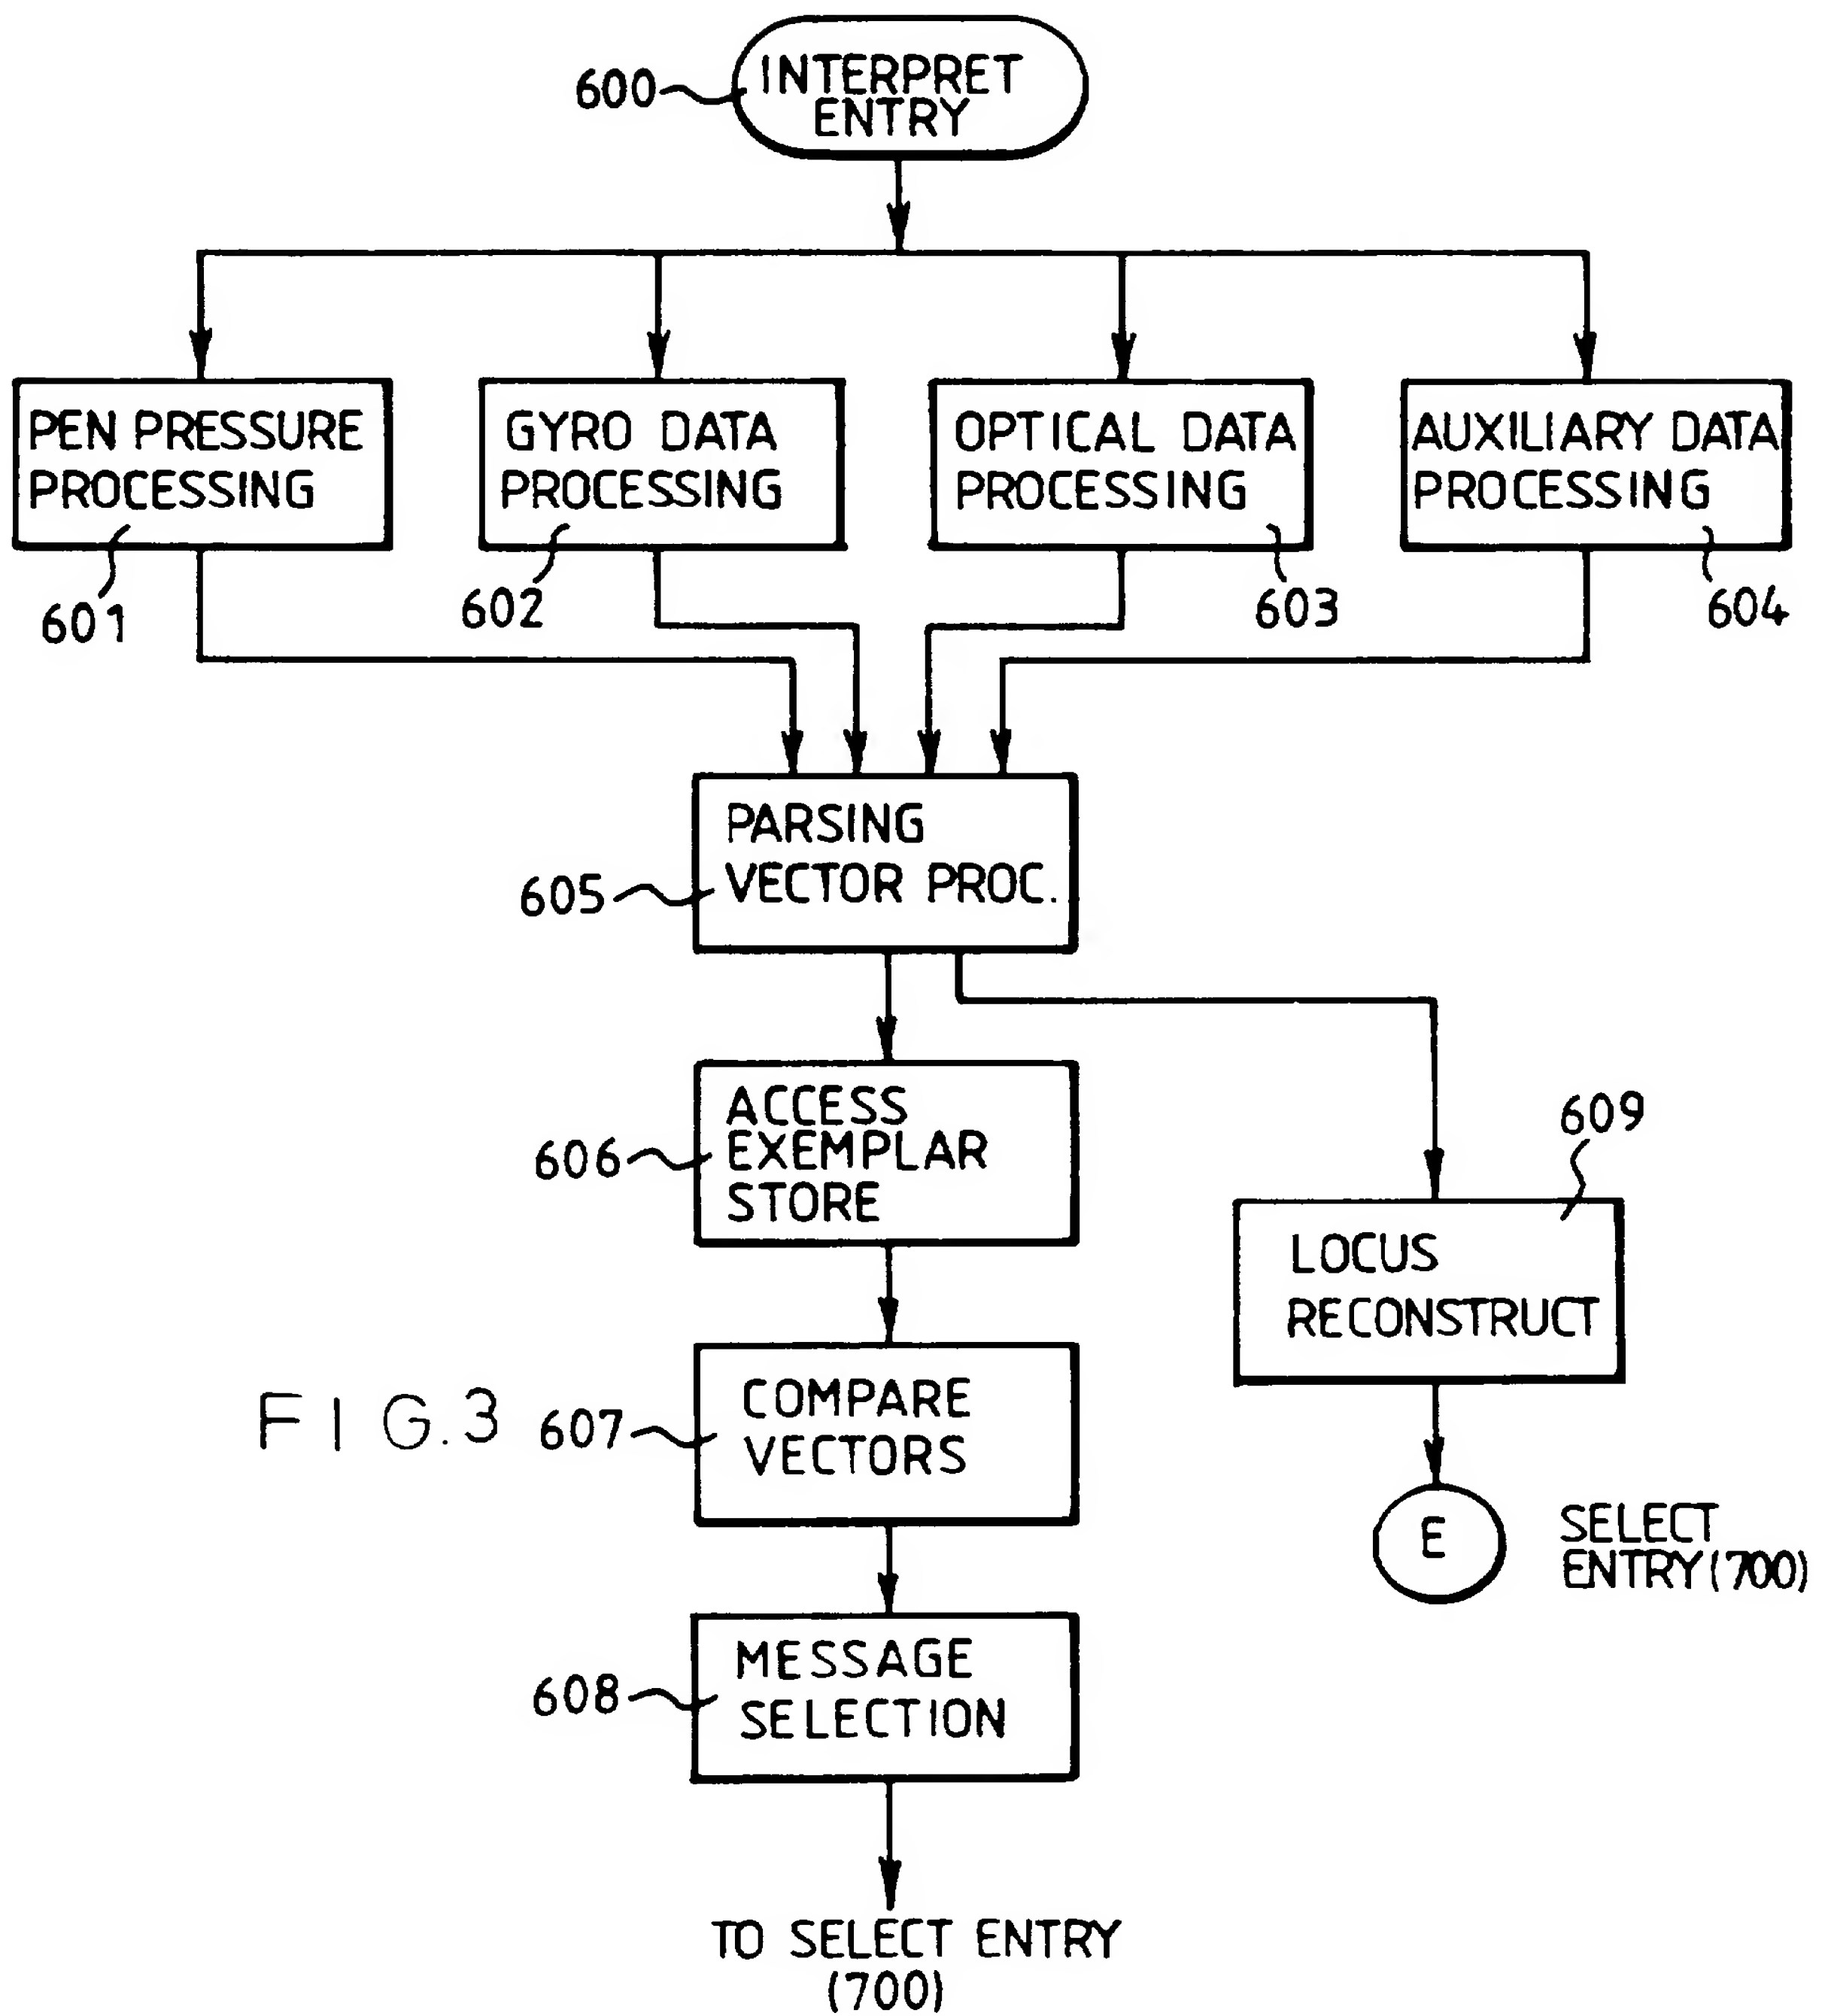 600
INTERPRET
ENTRY
PEN PRESSURE
PROCESSING
601
GYRO DATA
PROCESSING
602
OPTICAL DATA
PROCESSING
603
AUXILIARY DATA
PROCESSING
604
PARSING
VECTOR PROC.
605
ACCESS
EXEMPLAR
STORE
606
609
LOCUS
RECONSTRUCT
FIG.3
607
COMPARE
VECTORS
E
SELECT
ENTRY(700)
608
MESSAGE
SELECTION
TO SELECT ENTRY
(700)